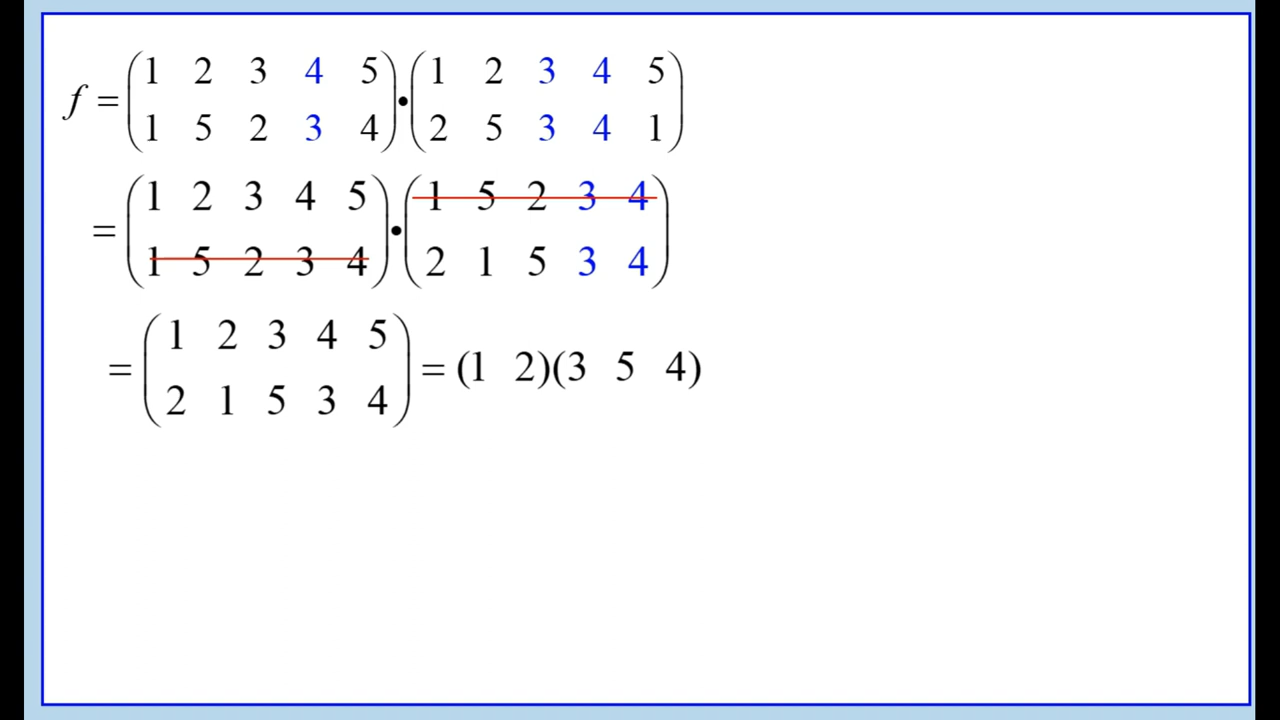 f = (1 2 3 4 5 / 1 5 2 3 4) • (1 2 3 4 5 / 2 5 3 4 1)
= (1 2 3 4 5 / 1 5 2 3 4) • (1 5 2 3 4 / 2 1 5 3 4)
= (1 2 3 4 5 / 2 1 5 3 4) = (1 2)(3 5 4)